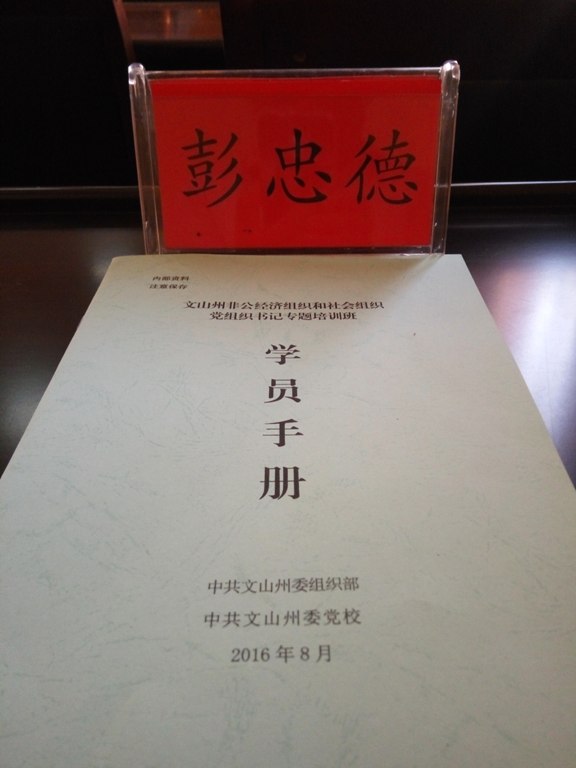 彭忠德
内部资料
注意保存
文山州非公经济组织和社会组织
党组织书记专题培训班
学
员
手
册
中共文山州委组织部
中共文山州委党校
2016年8月